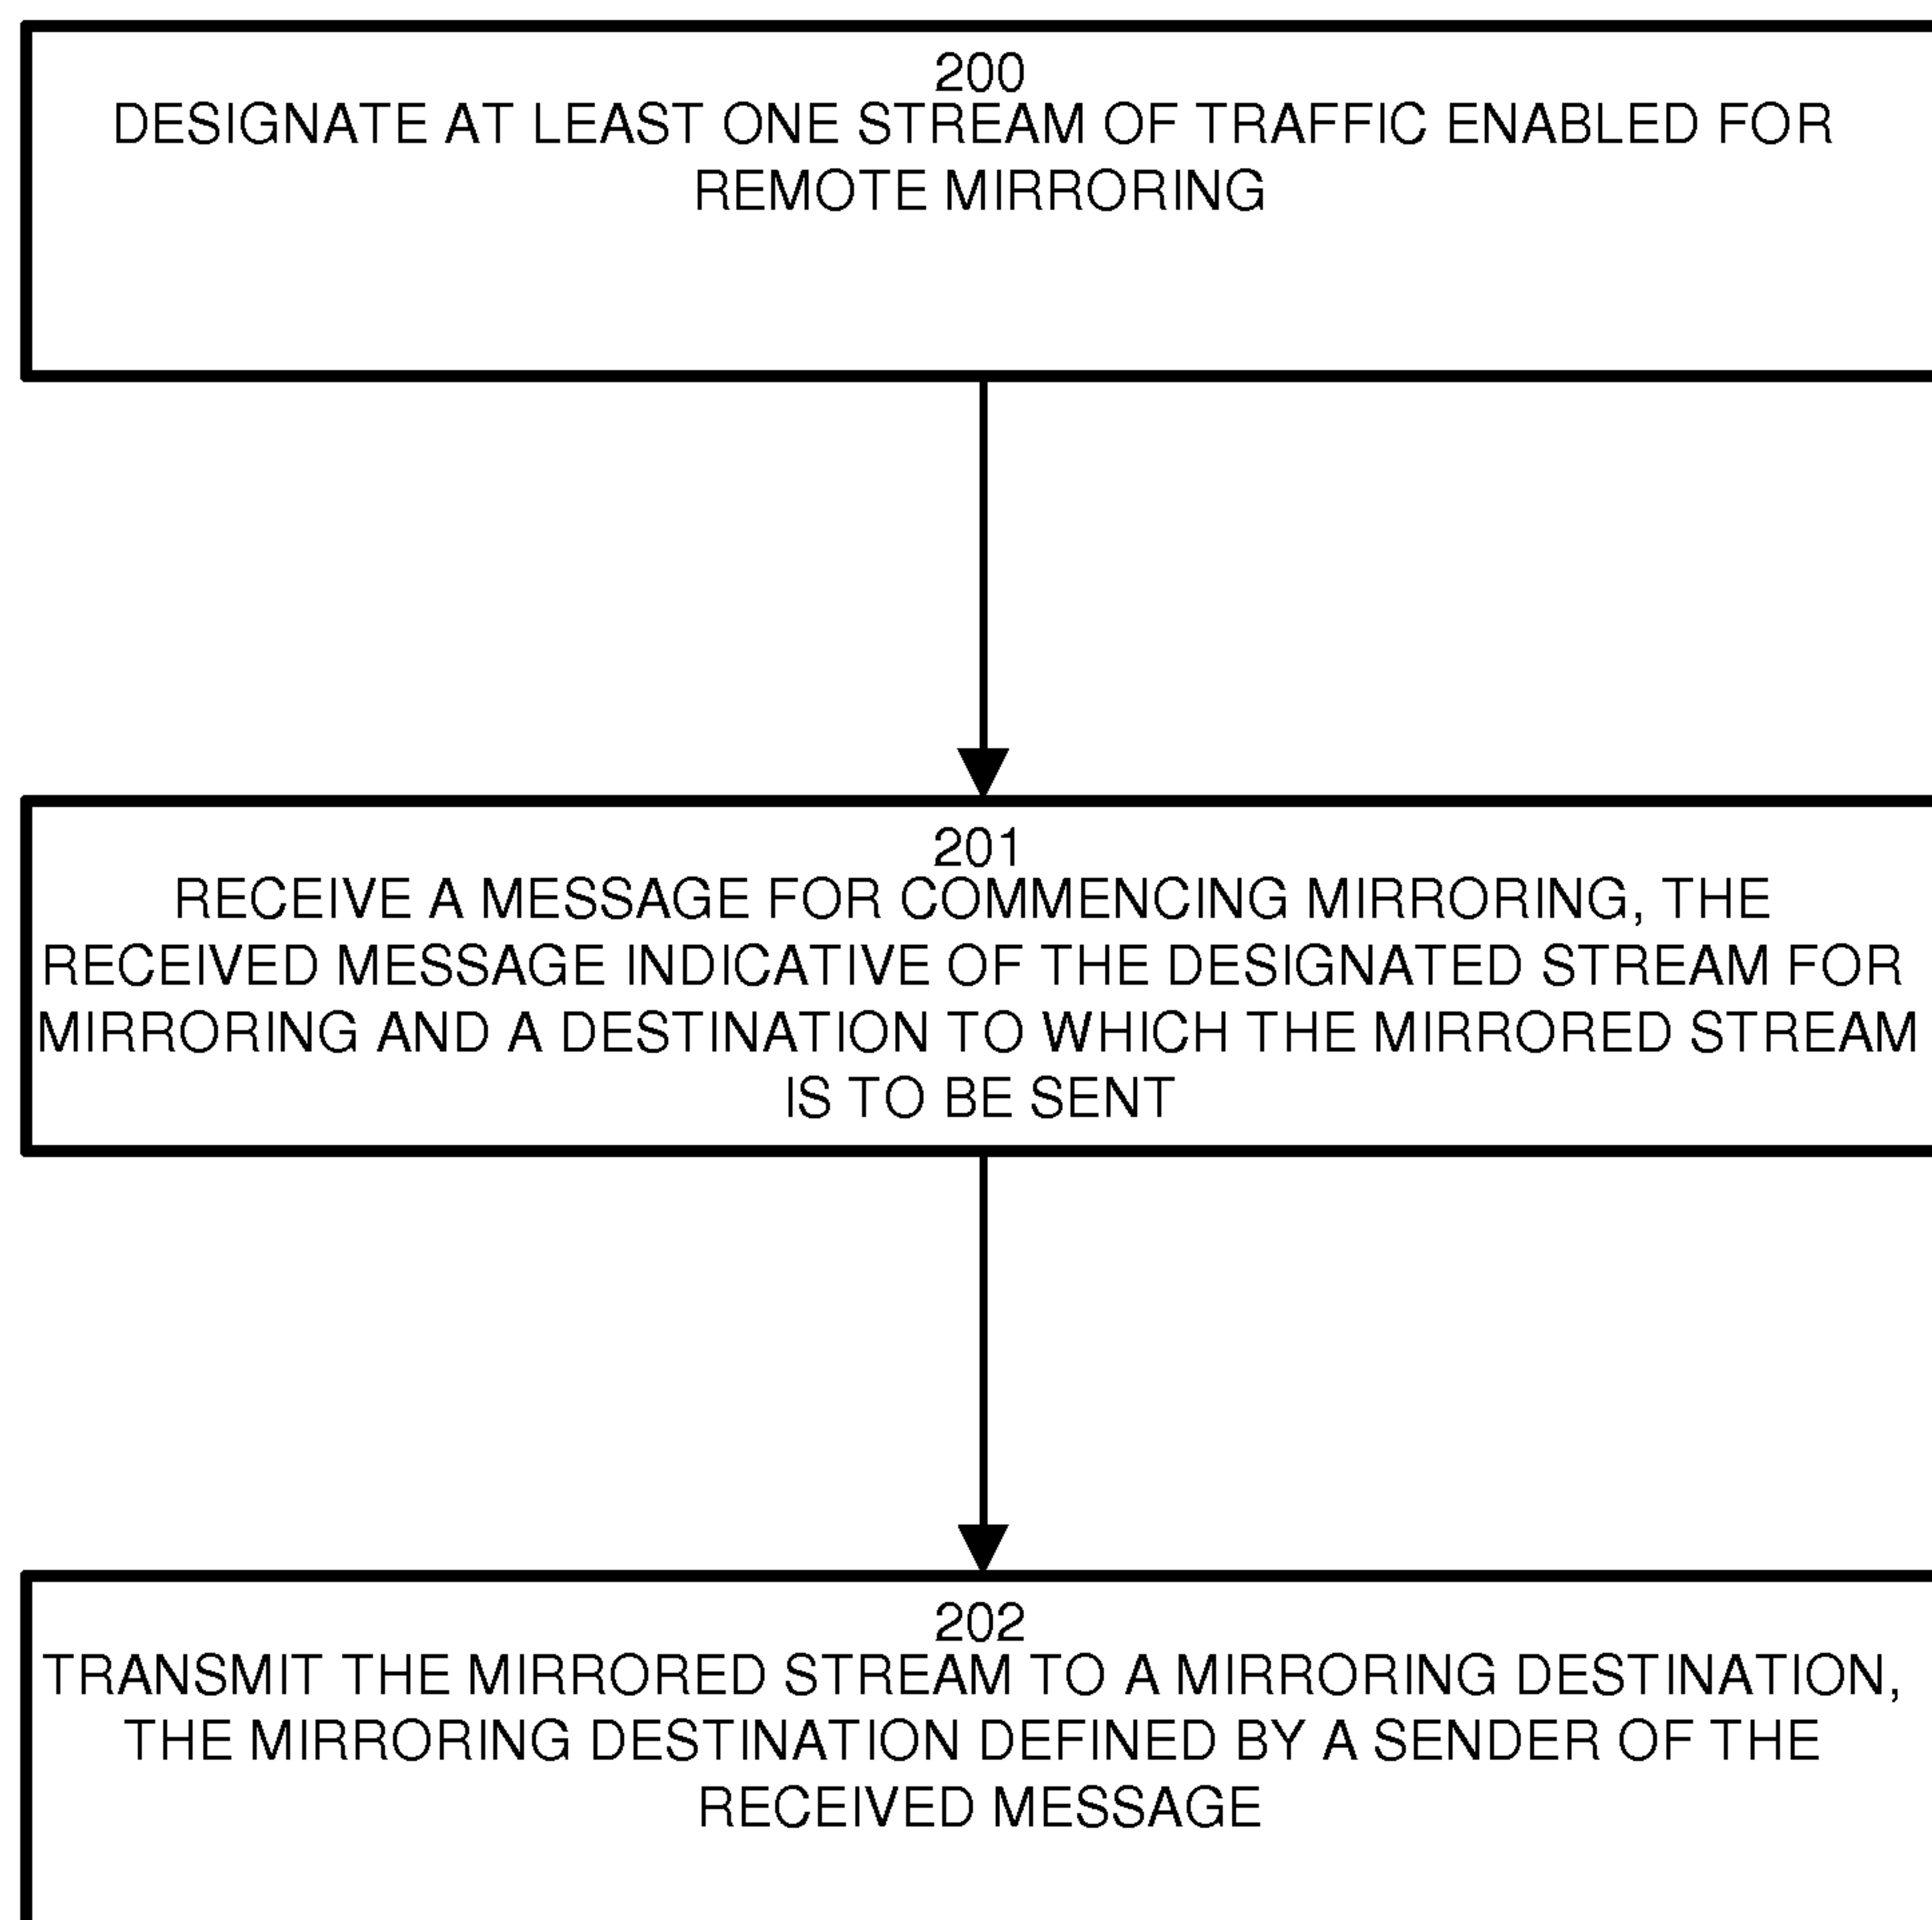 200
DESIGNATE AT LEAST ONE STREAM OF TRAFFIC ENABLED FOR
REMOTE MIRRORING
201
RECEIVE A MESSAGE FOR COMMENCING MIRRORING, THE
RECEIVED MESSAGE INDICATIVE OF THE DESIGNATED STREAM FOR
MIRRORING AND A DESTINATION TO WHICH THE MIRRORED STREAM
IS TO BE SENT
202
TRANSMIT THE MIRRORED STREAM TO A MIRRORING DESTINATION,
THE MIRRORING DESTINATION DEFINED BY A SENDER OF THE
RECEIVED MESSAGE